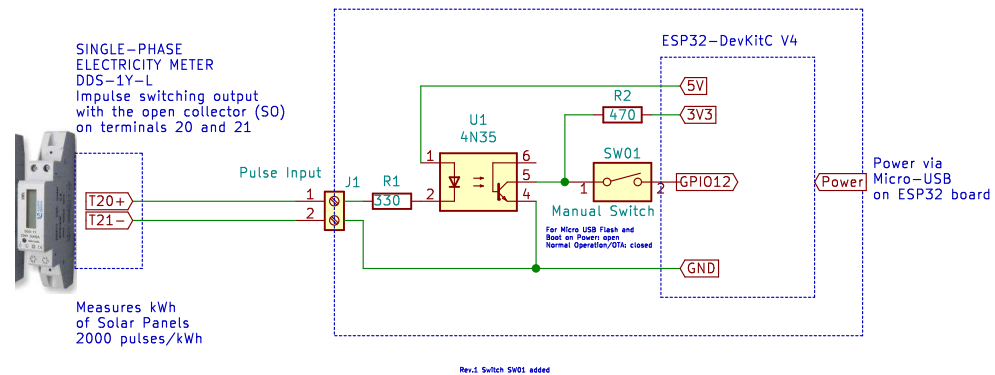 SINGLE-PHASE
ELECTRICITY METER
DDS-1Y-L
Impulse switching output
with the open collector (SO)
on terminals 20 and 21
T20+
T21-
Measures kWh
of Solar Panels
2000 pulses/kWh
Pulse Input
J1
1
2
R1
330
U1
4N35
1
2
6
5
4
R2
470
SW01
1
2
Manual Switch
For Micro USB Flash and
Boot on Power: open
Normal Operation/OTA: closed
ESP32-DevKitC V4
5V
3V3
GPIO12
GND
Power
Power via
Micro-USB
on ESP32 board
Rev.1 Switch SW01 added